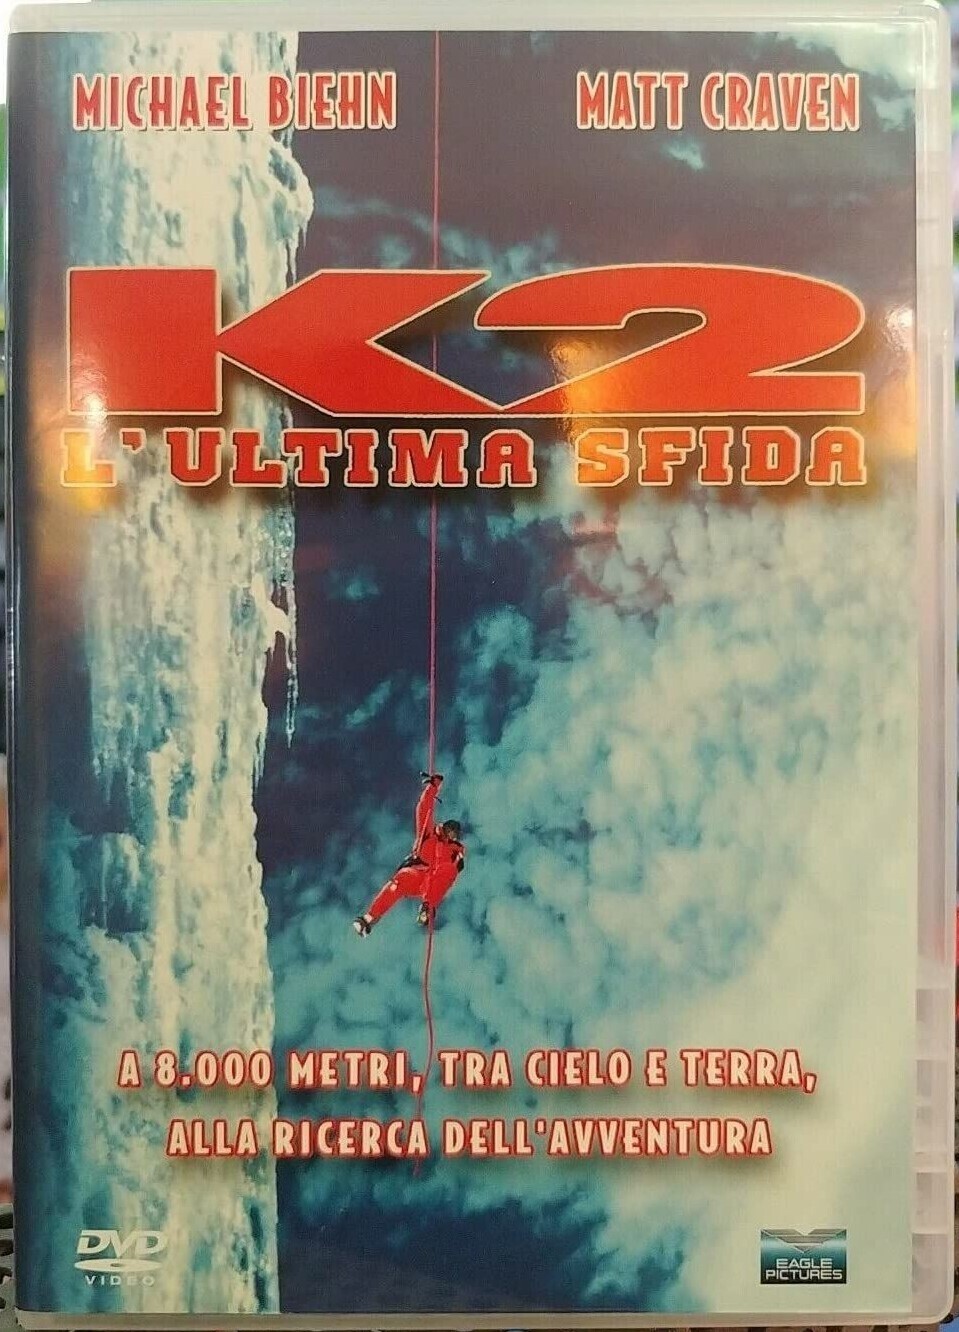 MICHAEL BIEHN MATT CRAVEN
K2
L'ULTIMA SFIDA
A 8.000 METRI, TRA CIELO E TERRA,
ALLA RICERCA DELL'AVVENTURA
DVD
VIDEO
EAGLE
PICTURES